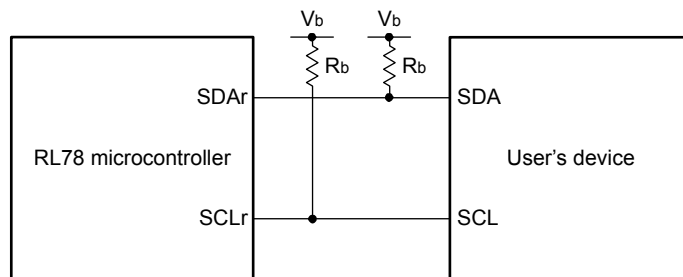 Vb
Vb
Rb
Rb
SDAr
SDA
RL78 microcontroller
User's device
SCLr
SCL